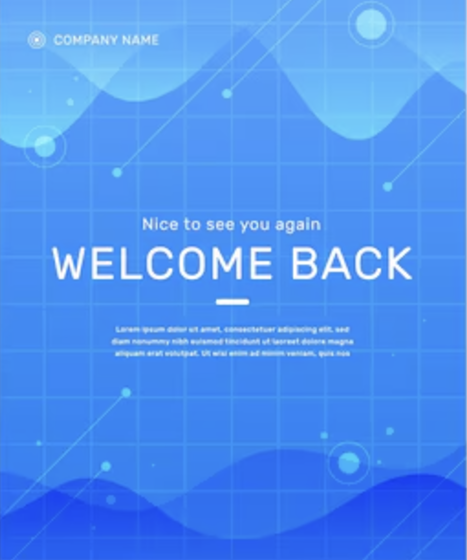 COMPANY NAME
Nice to see you again
WELCOME BACK
Lorem ipsum dolor sit amet, consectetuer adipiscing elit, sed
diam nonummy nibh euismod tincidunt ut laoreet dolore magna
aliquam erat volutpat. Ut wisi enim ad minim veniam, quis nos